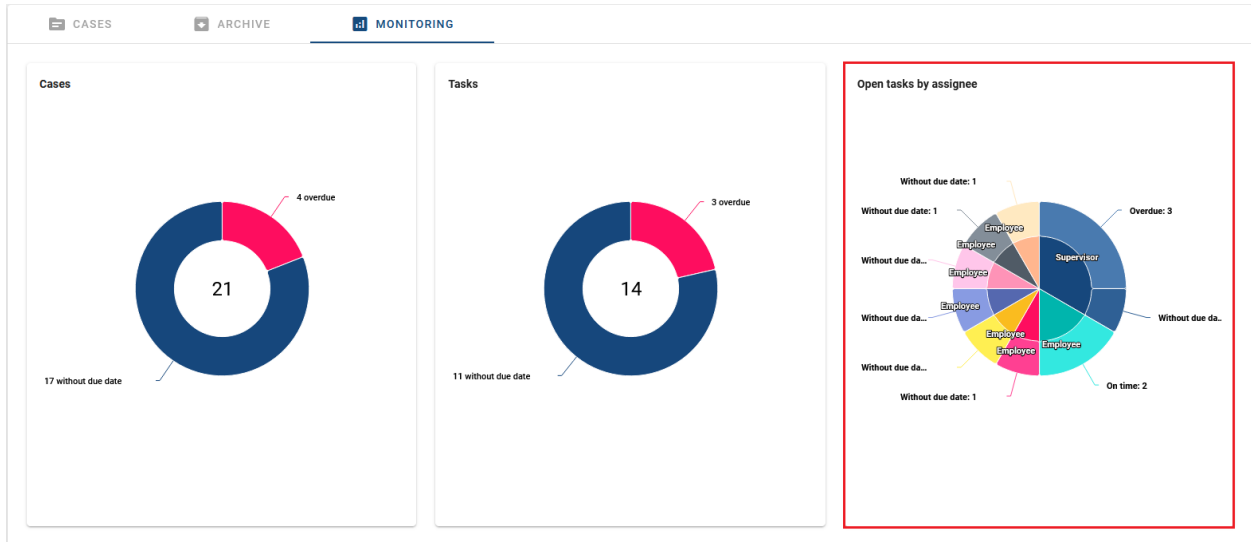 CASES
ARCHIVE
MONITORING
Cases
4 overdue
21
17 without due date
Tasks
3 overdue
14
11 without due date
Open tasks by assignee
Without due date: 1
Without due date: 1
Overdue: 3
Employee
Employee
Supervisor
Without due da...
Employee
Employee
Without due da...
Without due da..
Employee
Employee
Employee
Without due da...
On time: 2
Without due date: 1